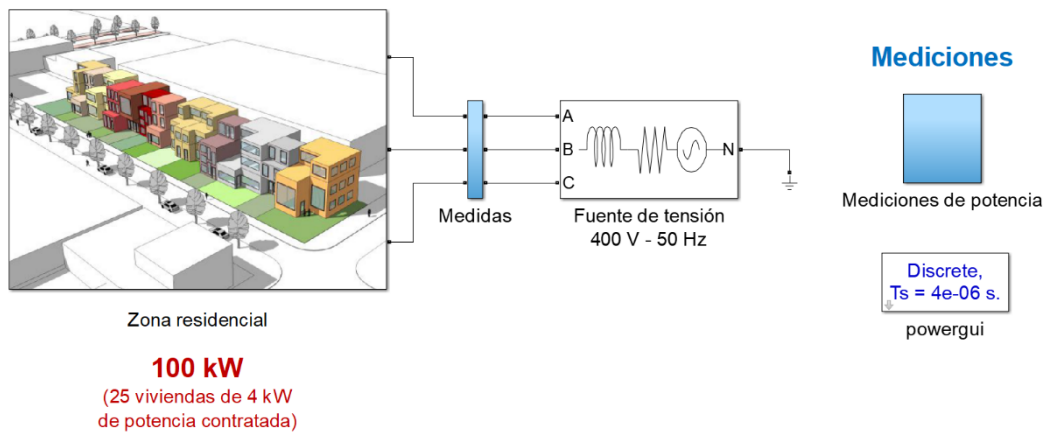 Zona residencial
100 kW
(25 viviendas de 4 kW
de potencia contratada)
Medidas
A
B
C
N
Fuente de tensión
400 V - 50 Hz
Mediciones
Mediciones de potencia
Discrete,
Ts = 4e-06 s.
powergui